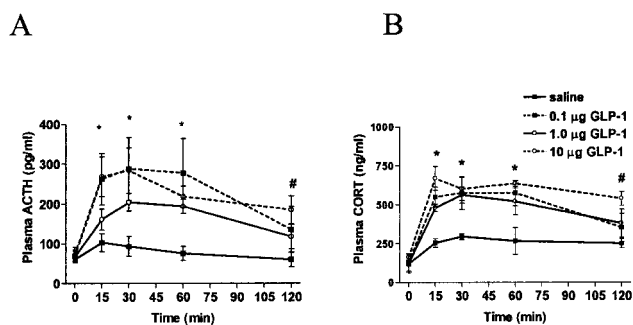 A
B
saline
0.1 µg GLP-1
1.0 µg GLP-1
10 µg GLP-1
Plasma ACTH (pg/ml)
400
300
200
100
0
* * *
#
0 15 30 45 60 75 90 105 120
Time (min)
Plasma CORT (ng/ml)
1000
750
500
250
0
* * *
#
0 15 30 45 60 75 90 105 120
Time (min)